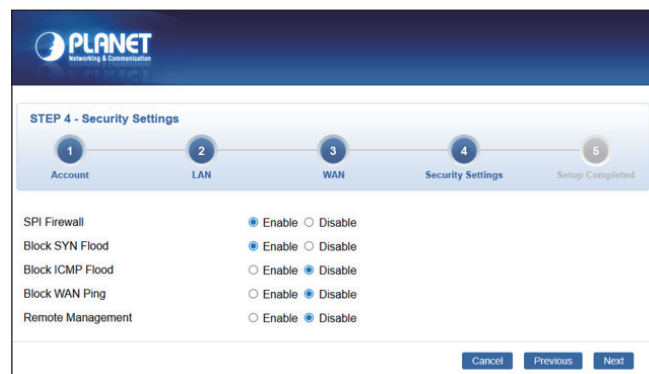 PLANET
Networking & Communication
STEP 4 - Security Settings
1 2 3 4 5
Account LAN WAN Security Settings Setup Completed
SPI Firewall Enable Disable
Block SYN Flood Enable Disable
Block ICMP Flood Enable Disable
Block WAN Ping Enable Disable
Remote Management Enable Disable
Cancel Previous Next